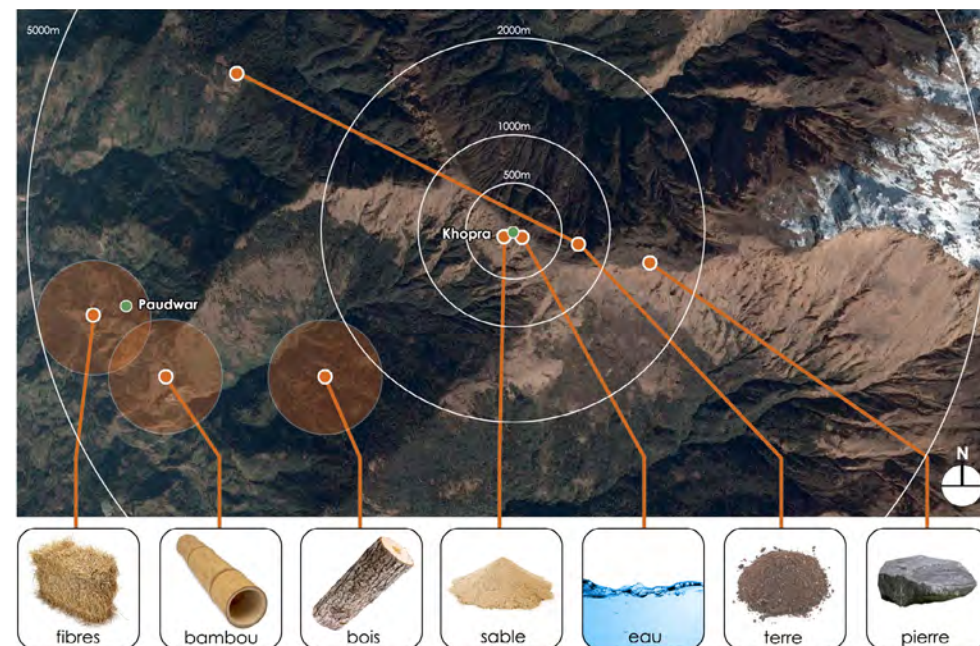 5000m
2000m
1000m
500m
Khopra
Paudwar
N
fibres
bambou
bois
sable
eau
terre
pierre